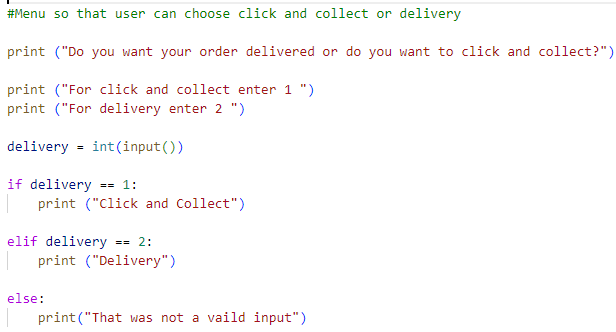 #Menu so that user can choose click and collect or delivery
print ("Do you want your order delivered or do you want to click and collect?")
print ("For click and collect enter 1 ")
print ("For delivery enter 2 ")
delivery = int(input())
if delivery == 1:
    print ("Click and Collect")
elif delivery == 2:
    print ("Delivery")
else:
    print("That was not a vaild input")